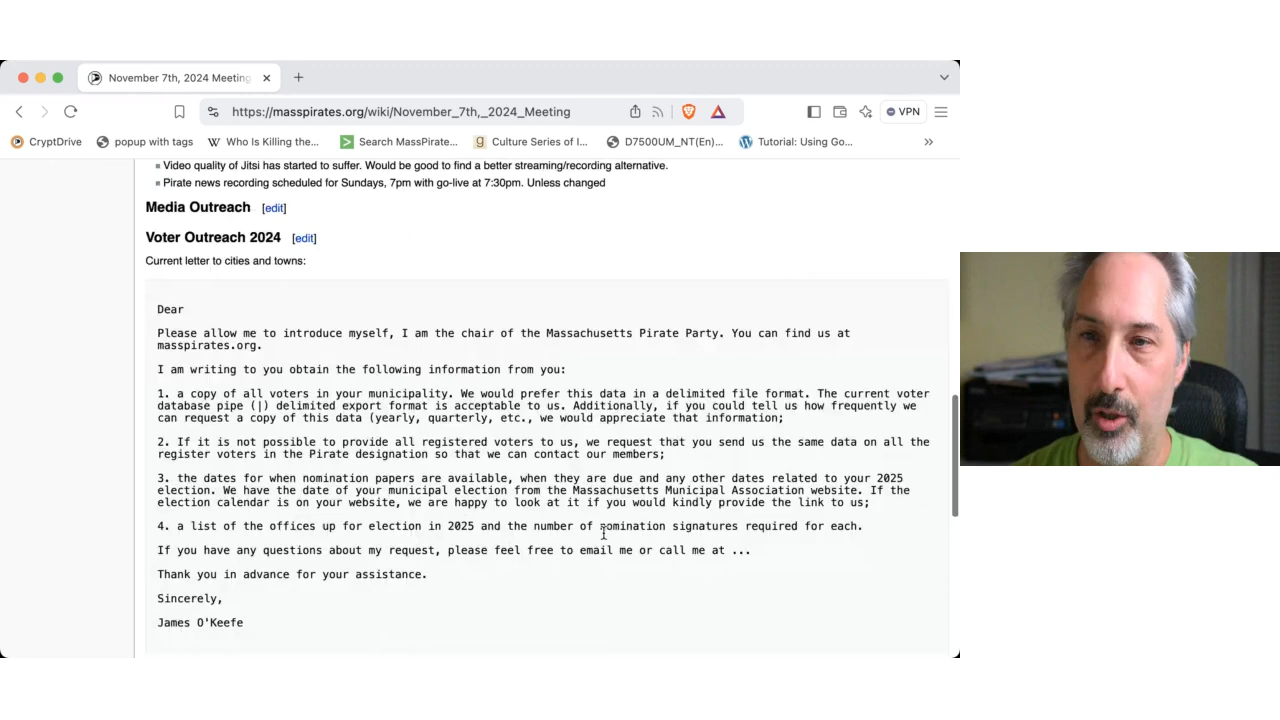 November 7th, 2024 Meeting
https://masspirates.org/wiki/November_7th,_2024_Meeting
VPN
CryptDrive
popup with tags
W Who Is Killing the...
Search MassPirate...
g Culture Series of I...
D7500UM_NT(En)...
Tutorial: Using Go...
Video quality of Jitsi has started to suffer. Would be good to find a better streaming/recording alternative.
Pirate news recording scheduled for Sundays, 7pm with go-live at 7:30pm. Unless changed
Media Outreach [edit]
Voter Outreach 2024 [edit]
Current letter to cities and towns:
Dear
Please allow me to introduce myself, I am the chair of the Massachusetts Pirate Party. You can find us at
masspirates.org.
I am writing to you obtain the following information from you:
1. a copy of all voters in your municipality. We would prefer this data in a delimited file format. The current voter
database pipe (|) delimited export format is acceptable to us. Additionally, if you could tell us how frequently we
can request a copy of this data (yearly, quarterly, etc., we would appreciate that information;
2. If it is not possible to provide all registered voters to us, we request that you send us the same data on all the
register voters in the Pirate designation so that we can contact our members;
3. the dates for when nomination papers are available, when they are due and any other dates related to your 2025
election. We have the date of your municipal election from the Massachusetts Municipal Association website. If the
election calendar is on your website, we are happy to look at it if you would kindly provide the link to us;
4. a list of the offices up for election in 2025 and the number of nomination signatures required for each.
If you have any questions about my request, please feel free to email me or call me at ...
Thank you in advance for your assistance.
Sincerely,
James O'Keefe